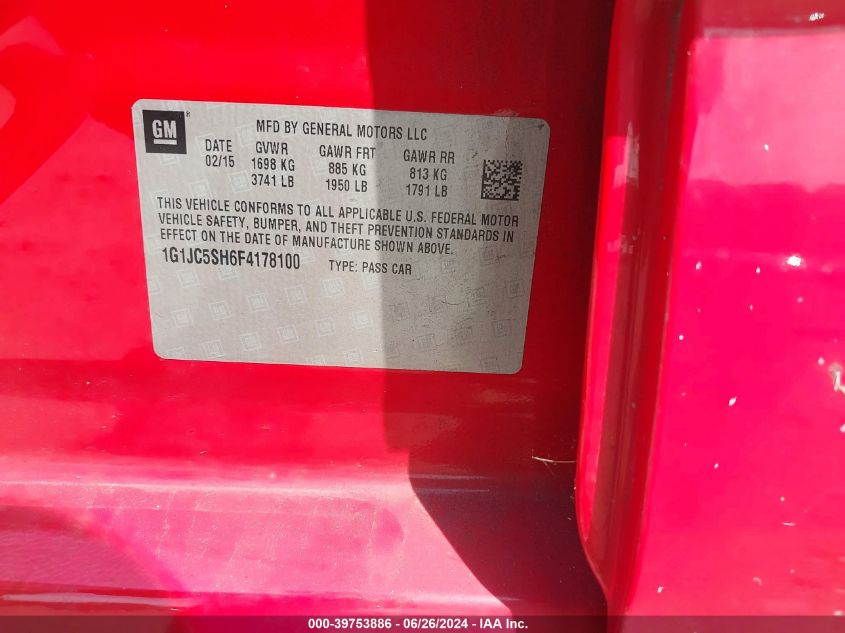 GM ®
MFD BY GENERAL MOTORS LLC
DATE GVWR GAWR FRT GAWR RR
02/15 1698 KG 885 KG 813 KG
3741 LB 1950 LB 1791 LB
THIS VEHICLE CONFORMS TO ALL APPLICABLE U.S. FEDERAL MOTOR
VEHICLE SAFETY, BUMPER, AND THEFT PREVENTION STANDARDS IN
EFFECT ON THE DATE OF MANUFACTURE SHOWN ABOVE.
1G1JC5SH6F4178100 TYPE: PASS CAR
000-39753886 - 06/26/2024 - IAA Inc.